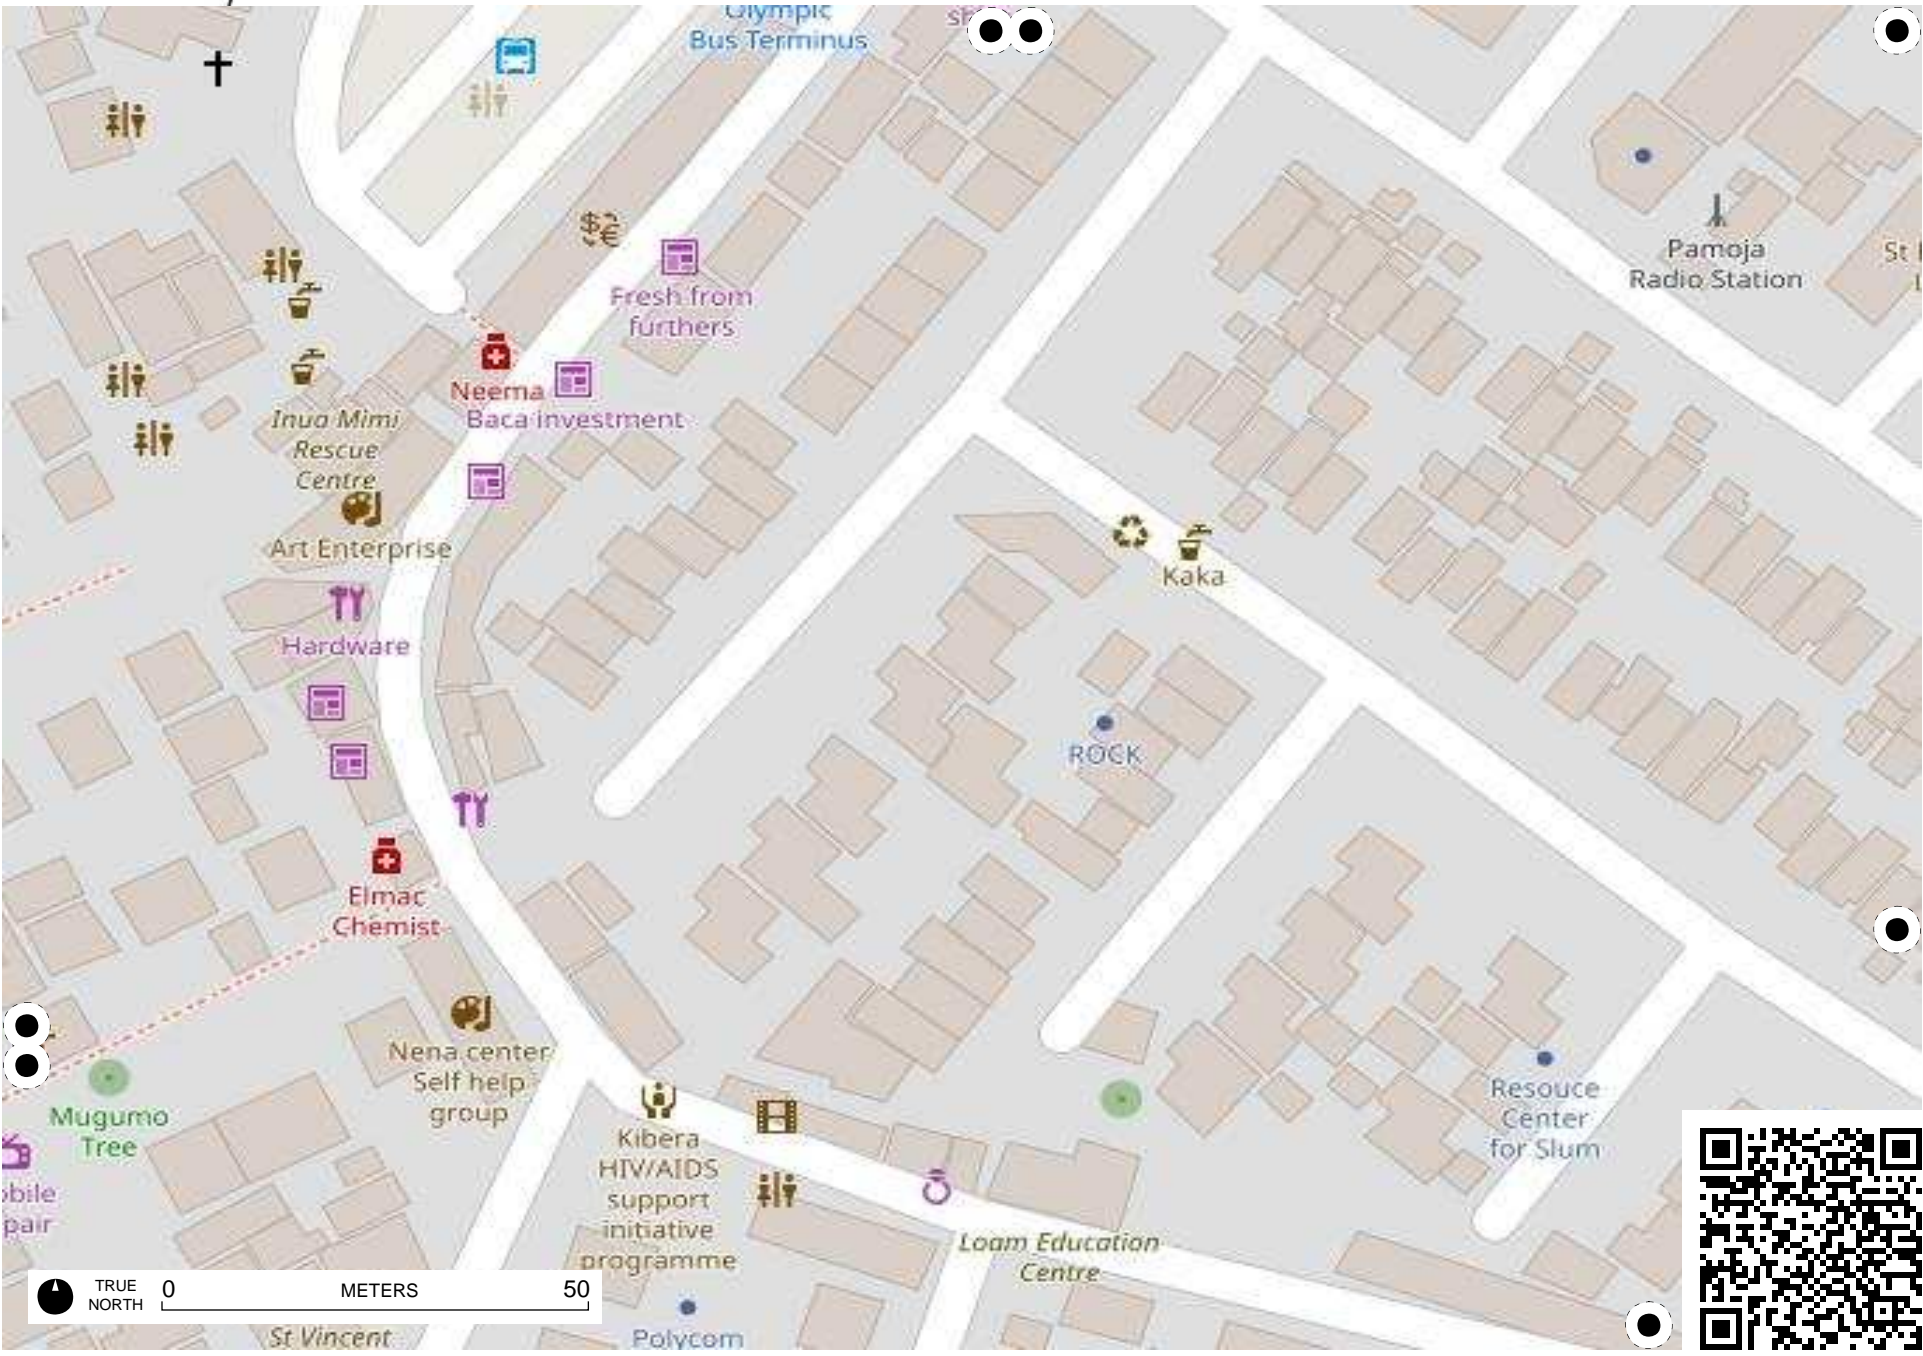 Olympic
Bus Terminus
Pamoja
Radio Station
St
Fresh from
furthers
Neema
Baca investment
Inua Mimi
Rescue
Centre
Art Enterprise
Kaka
Hardware
ROCK
Elmac
Chemist
Nena center
Self help
group
Mugumo
Tree
Resouce
Center
for Slum
Kibera
HIV/AIDS
support
initiative
programme
Loam Education
Centre
TRUE
NORTH
0 METERS 50
St Vincent
Polycom